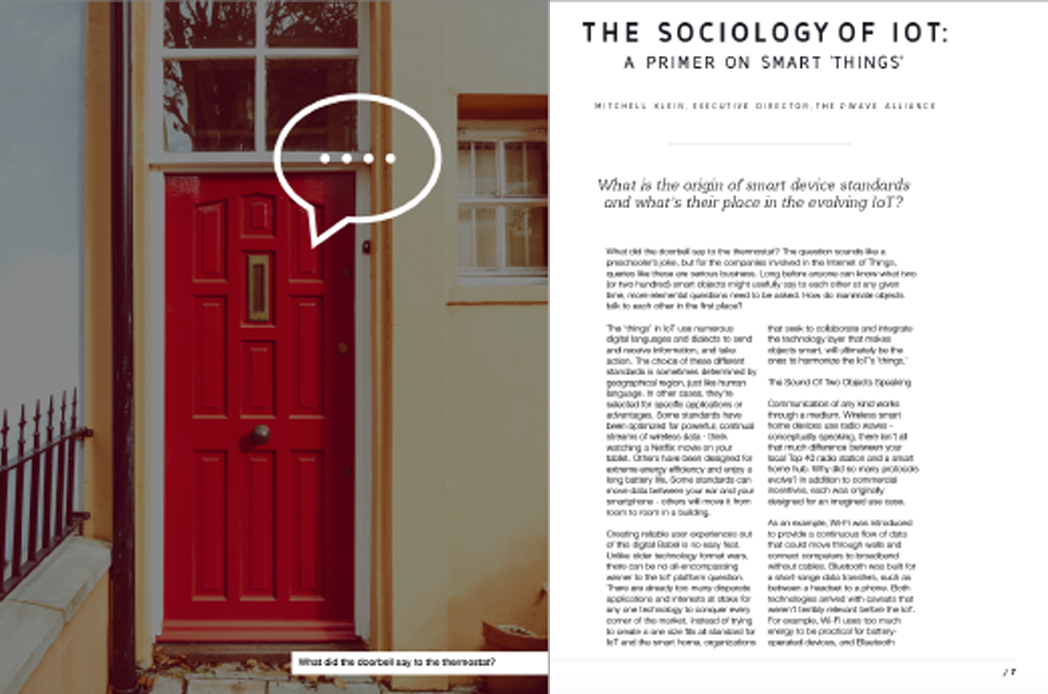 What did the doorbell say to the thermostat?
THE SOCIOLOGY OF IOT:
A PRIMER ON SMART 'THINGS'
MITCHELL KLEIN, EXECUTIVE DIRECTOR, THE Z-WAVE ALLIANCE
What is the origin of smart device standards
and what's their place in the evolving IoT?
What did the doorbell say to the thermostat? The question sounds like a
preschooler's joke, but for the companies involved in the Internet of Things,
queries like these are serious business. Long before anyone can know what two
(or two hundred) smart objects might usefully say to each other at any given
time, more elemental questions need to be asked. How do inanimate objects
talk to each other in the first place?
The 'things' in IoT use numerous
digital languages and dialects to send
and receive information, and take
action. The choice of these different
standards is sometimes determined by
geographical region, just like human
language. In other cases, they're
selected for specific applications or
advantages. Some standards have
been optimized for powerful, continual
streams of wireless data - think
watching a Netflix movie on your
tablet. Others have been designed for
extreme energy efficiency and enjoy a
long battery life. Some standards can
move data between your ear and your
smartphone - others will move it from
room to room in a building.
Creating reliable user experiences out
of this digital Babel is no easy feat.
Unlike older technology format wars,
there can be no all-encompassing
winner to the IoT platform question.
There are already too many disparate
applications and interests at stake for
any one technology to conquer every
corner of the market. Instead of trying
to create a one size fits all standard for
IoT and the smart home, organizations
that seek to collaborate and integrate
the technology layer that makes
objects smart, will ultimately be the
ones to harmonize the IoT's 'things.'
The Sound Of Two Objects Speaking
Communication of any kind works
through a medium. Wireless smart
home devices use radio waves -
conceptually speaking, there isn't all
that much difference between your
local Top 40 radio station and a smart
home hub. Why did so many protocols
evolve? In addition to commercial
incentives, each was originally
designed for an imagined use case.
As an example, Wi-Fi was introduced
to provide a continuous flow of data
that could move through walls and
connect computers to broadband
without cables. Bluetooth was built for
a short-range data transfers, such as
between a headset to a phone. Both
technologies arrived with caveats that
weren't terribly relevant before the IoT.
For example, Wi-Fi uses too much
energy to be practical for battery-
operated devices, and Bluetooth
/ 7